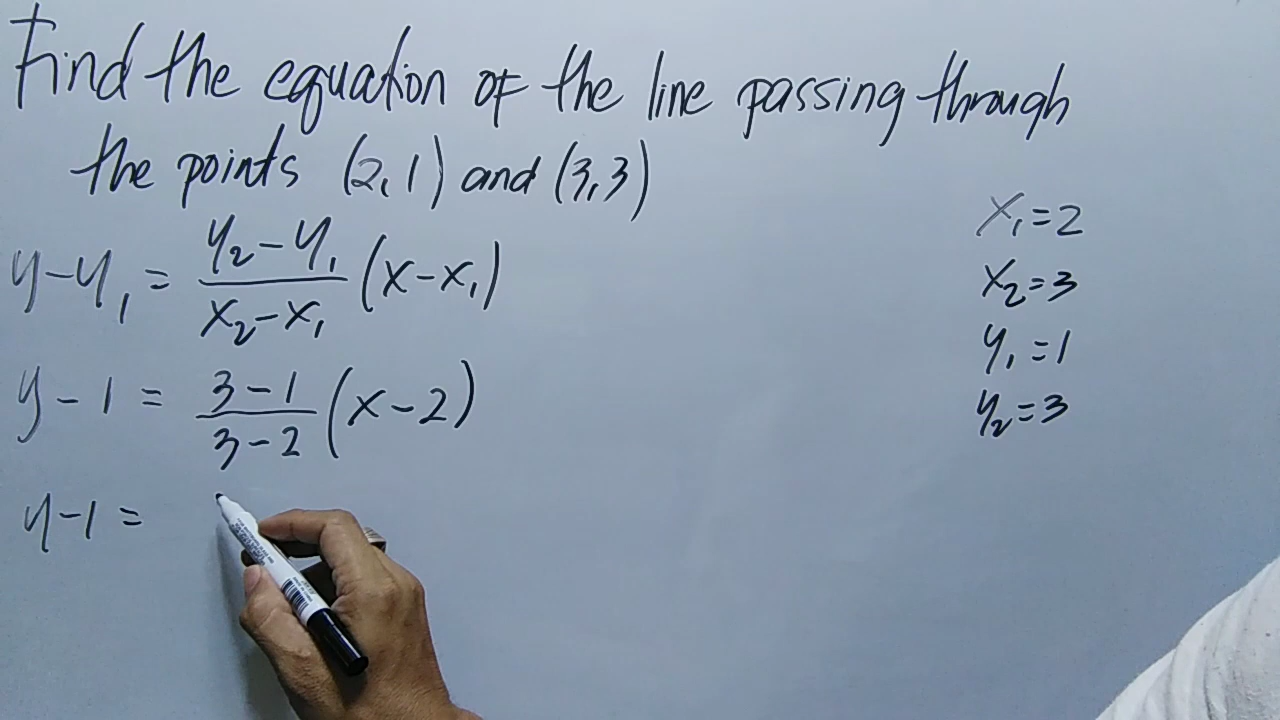 Find the equation of the line passing through
the points (2,1) and (3,3)
y-y₁ = y₂-y₁/x₂-x₁ (x-x₁)
y-1 = 3-1/3-2 (x-2)
y-1 =
x₁=2
x₂=3
y₁=1
y₂=3